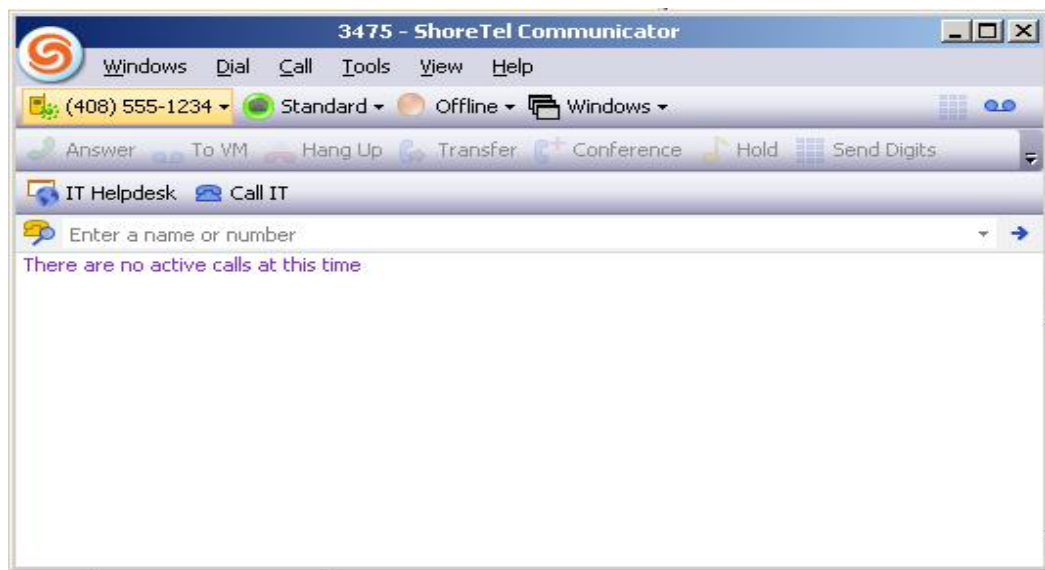 3475 - ShoreTel Communicator
Windows Dial Call Tools View Help
(408) 555-1234 Standard Offline Windows
Answer To VM Hang Up Transfer Conference Hold Send Digits
IT Helpdesk Call IT
Enter a name or number
There are no active calls at this time